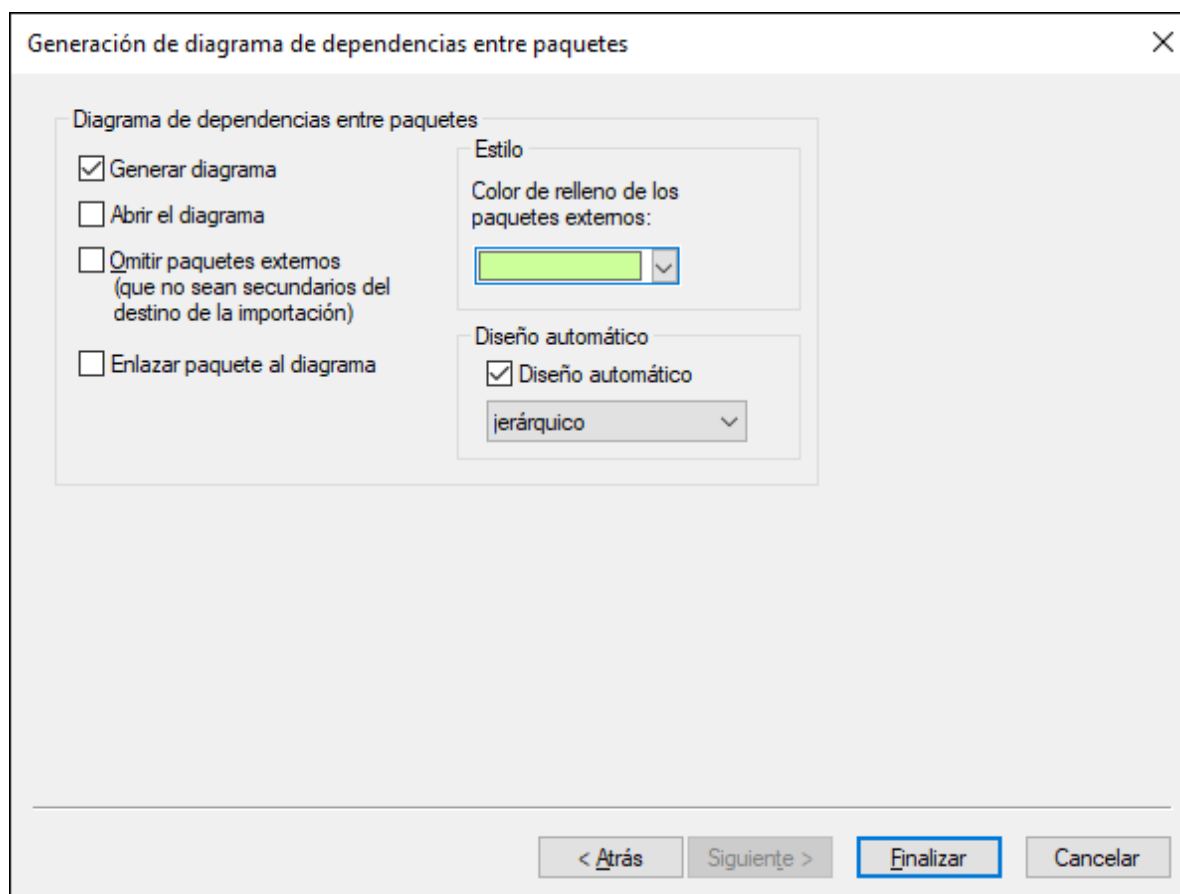 Generación de diagrama de dependencias entre paquetes
Diagrama de dependencias entre paquetes
Generar diagrama
Abrir el diagrama
Omitir paquetes externos
(que no sean secundarios del
destino de la importación)
Enlazar paquete al diagrama
Estilo
Color de relleno de los
paquetes externos:
Diseño automático
Diseño automático
jerárquico
< Atrás
Siguiente >
Finalizar
Cancelar